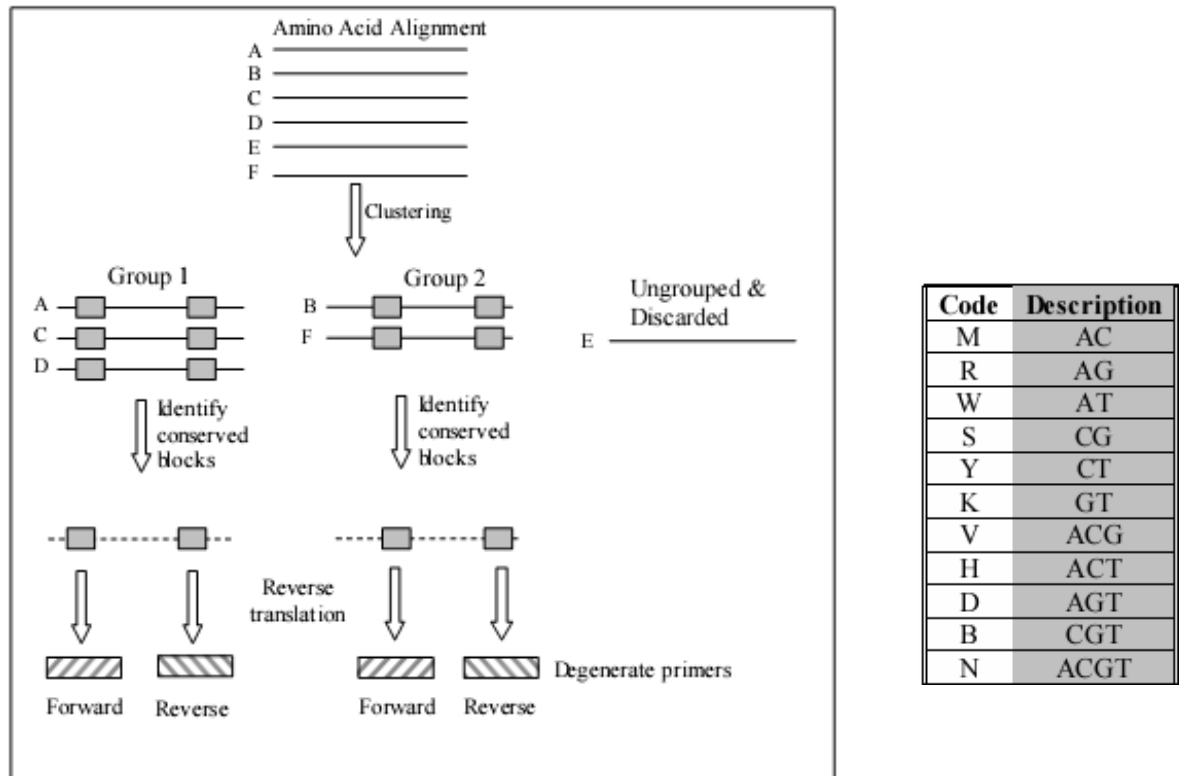 Amino Acid Alignment
A
B
C
D
E
F
Clustering
Group 1
A
C
D
Group 2
B
F
Ungrouped &
Discarded
E
Identify
conserved
blocks
Identify
conserved
blocks
Reverse
translation
Degenerate primers
Forward
Reverse
Forward
Reverse
Code Description
M AC
R AG
W AT
S CG
Y CT
K GT
V ACG
H ACT
D AGT
B CGT
N ACGT